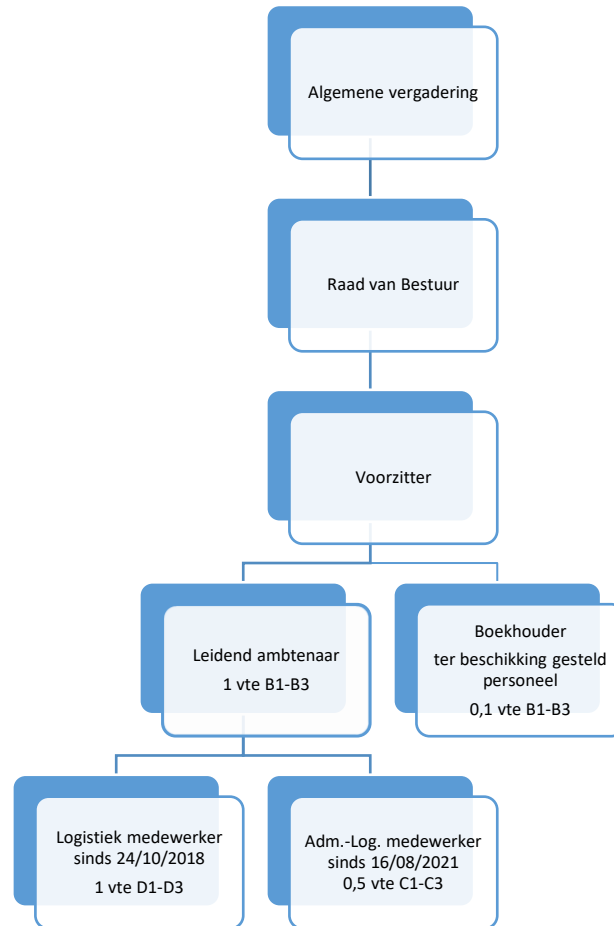 Algemene vergadering
Raad van Bestuur
Voorzitter
Leidend ambtenaar
1 vte B1-B3
Boekhouder
ter beschikking gesteld
personeel
0,1 vte B1-B3
Logistiek medewerker
sinds 24/10/2018
1 vte D1-D3
Adm.-Log. medewerker
sinds 16/08/2021
0,5 vte C1-C3